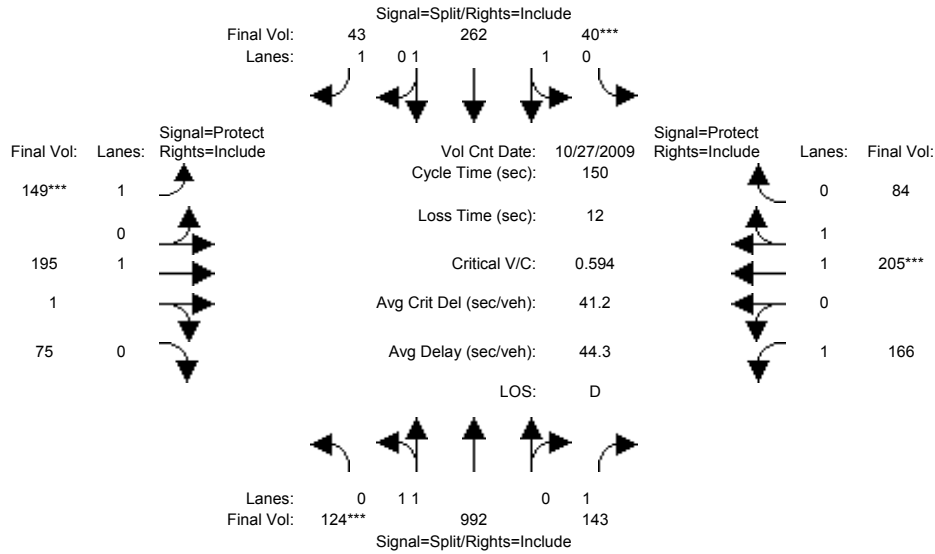 Signal=Split/Rights=Include
Final Vol: 43 262 40***
Lanes: 1 0 1 1 0
Signal=Protect Signal=Protect
Final Vol: Lanes: Rights=Include Vol Cnt Date: 10/27/2009 Rights=Include Lanes: Final Vol:
Cycle Time (sec): 150
149*** 1 0 84
Loss Time (sec): 12
0 1
195 1 Critical V/C: 0.594 1 205***
1 0 Avg Crit Del (sec/veh): 41.2 0
75 0 Avg Delay (sec/veh): 44.3 1 166
LOS: D
Lanes: 0 1 1 0 1
Final Vol: 124*** 992 143
Signal=Split/Rights=Include